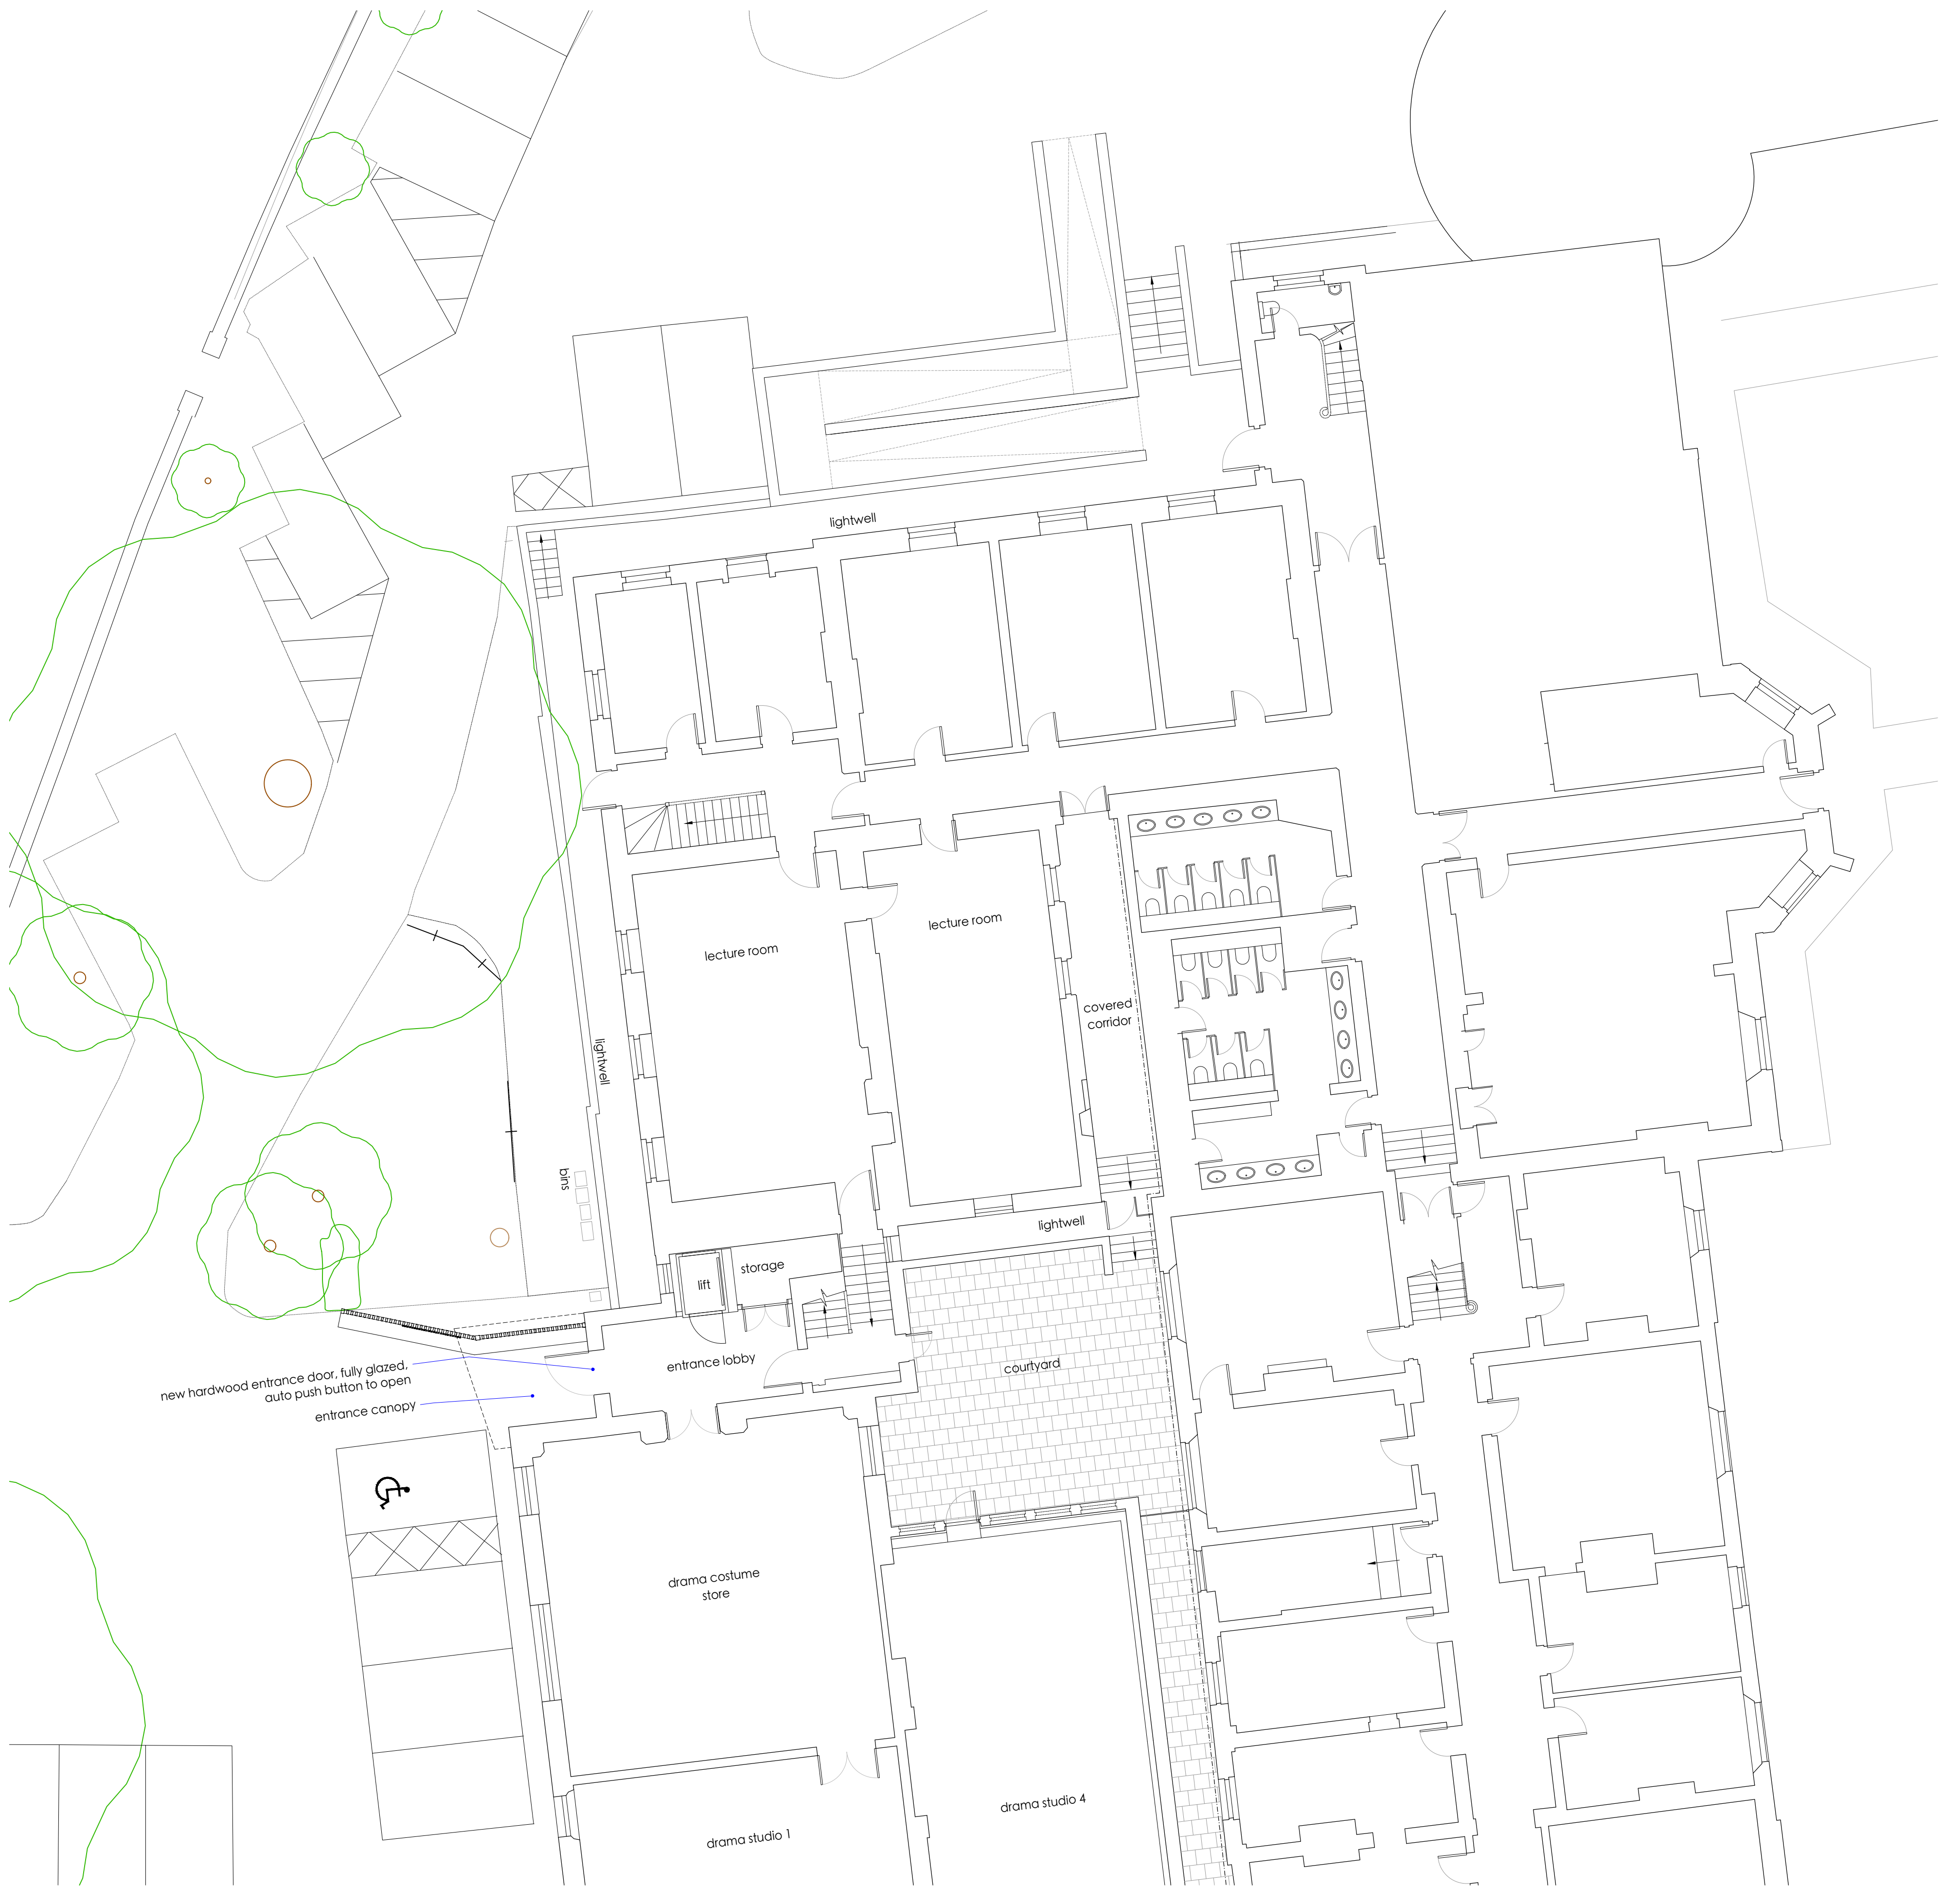 lightwell
lecture room
lecture room
covered
corridor
lightwell
bins
lightwell
storage
lift
entrance lobby
courtyard
new hardwood entrance door, fully glazed,
auto push button to open
entrance canopy
drama costume
store
drama studio 4
drama studio 1